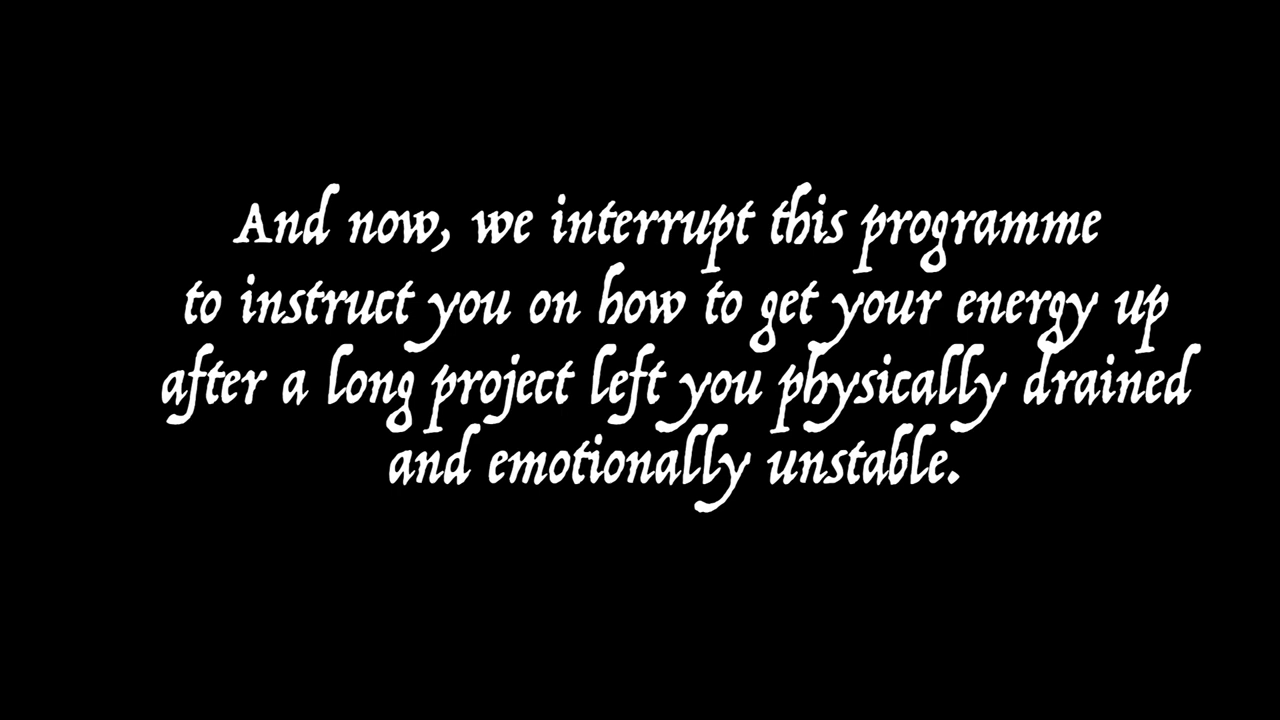 And now, we interrupt this programme
to instruct you on how to get your energy up
after a long project left you physically drained
and emotionally unstable.